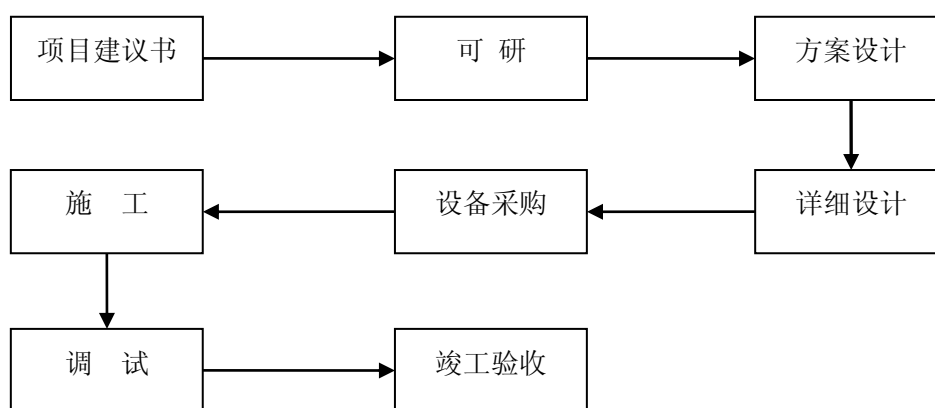 项目建议书
可 研
方案设计
施 工
设备采购
详细设计
调 试
竣工验收